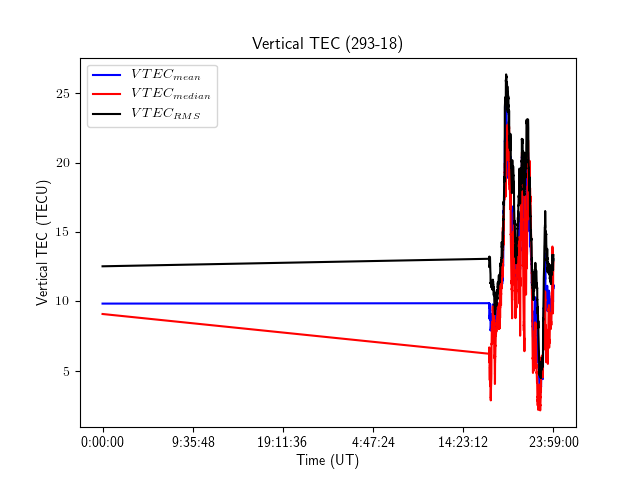 Vertical TEC (293-18)
VTEC_mean
VTEC_median
VTEC_RMS
Vertical TEC (TECU)
25
20
15
10
5
0:00:00 9:35:48 19:11:36 4:47:24 14:23:12 23:59:00
Time (UT)